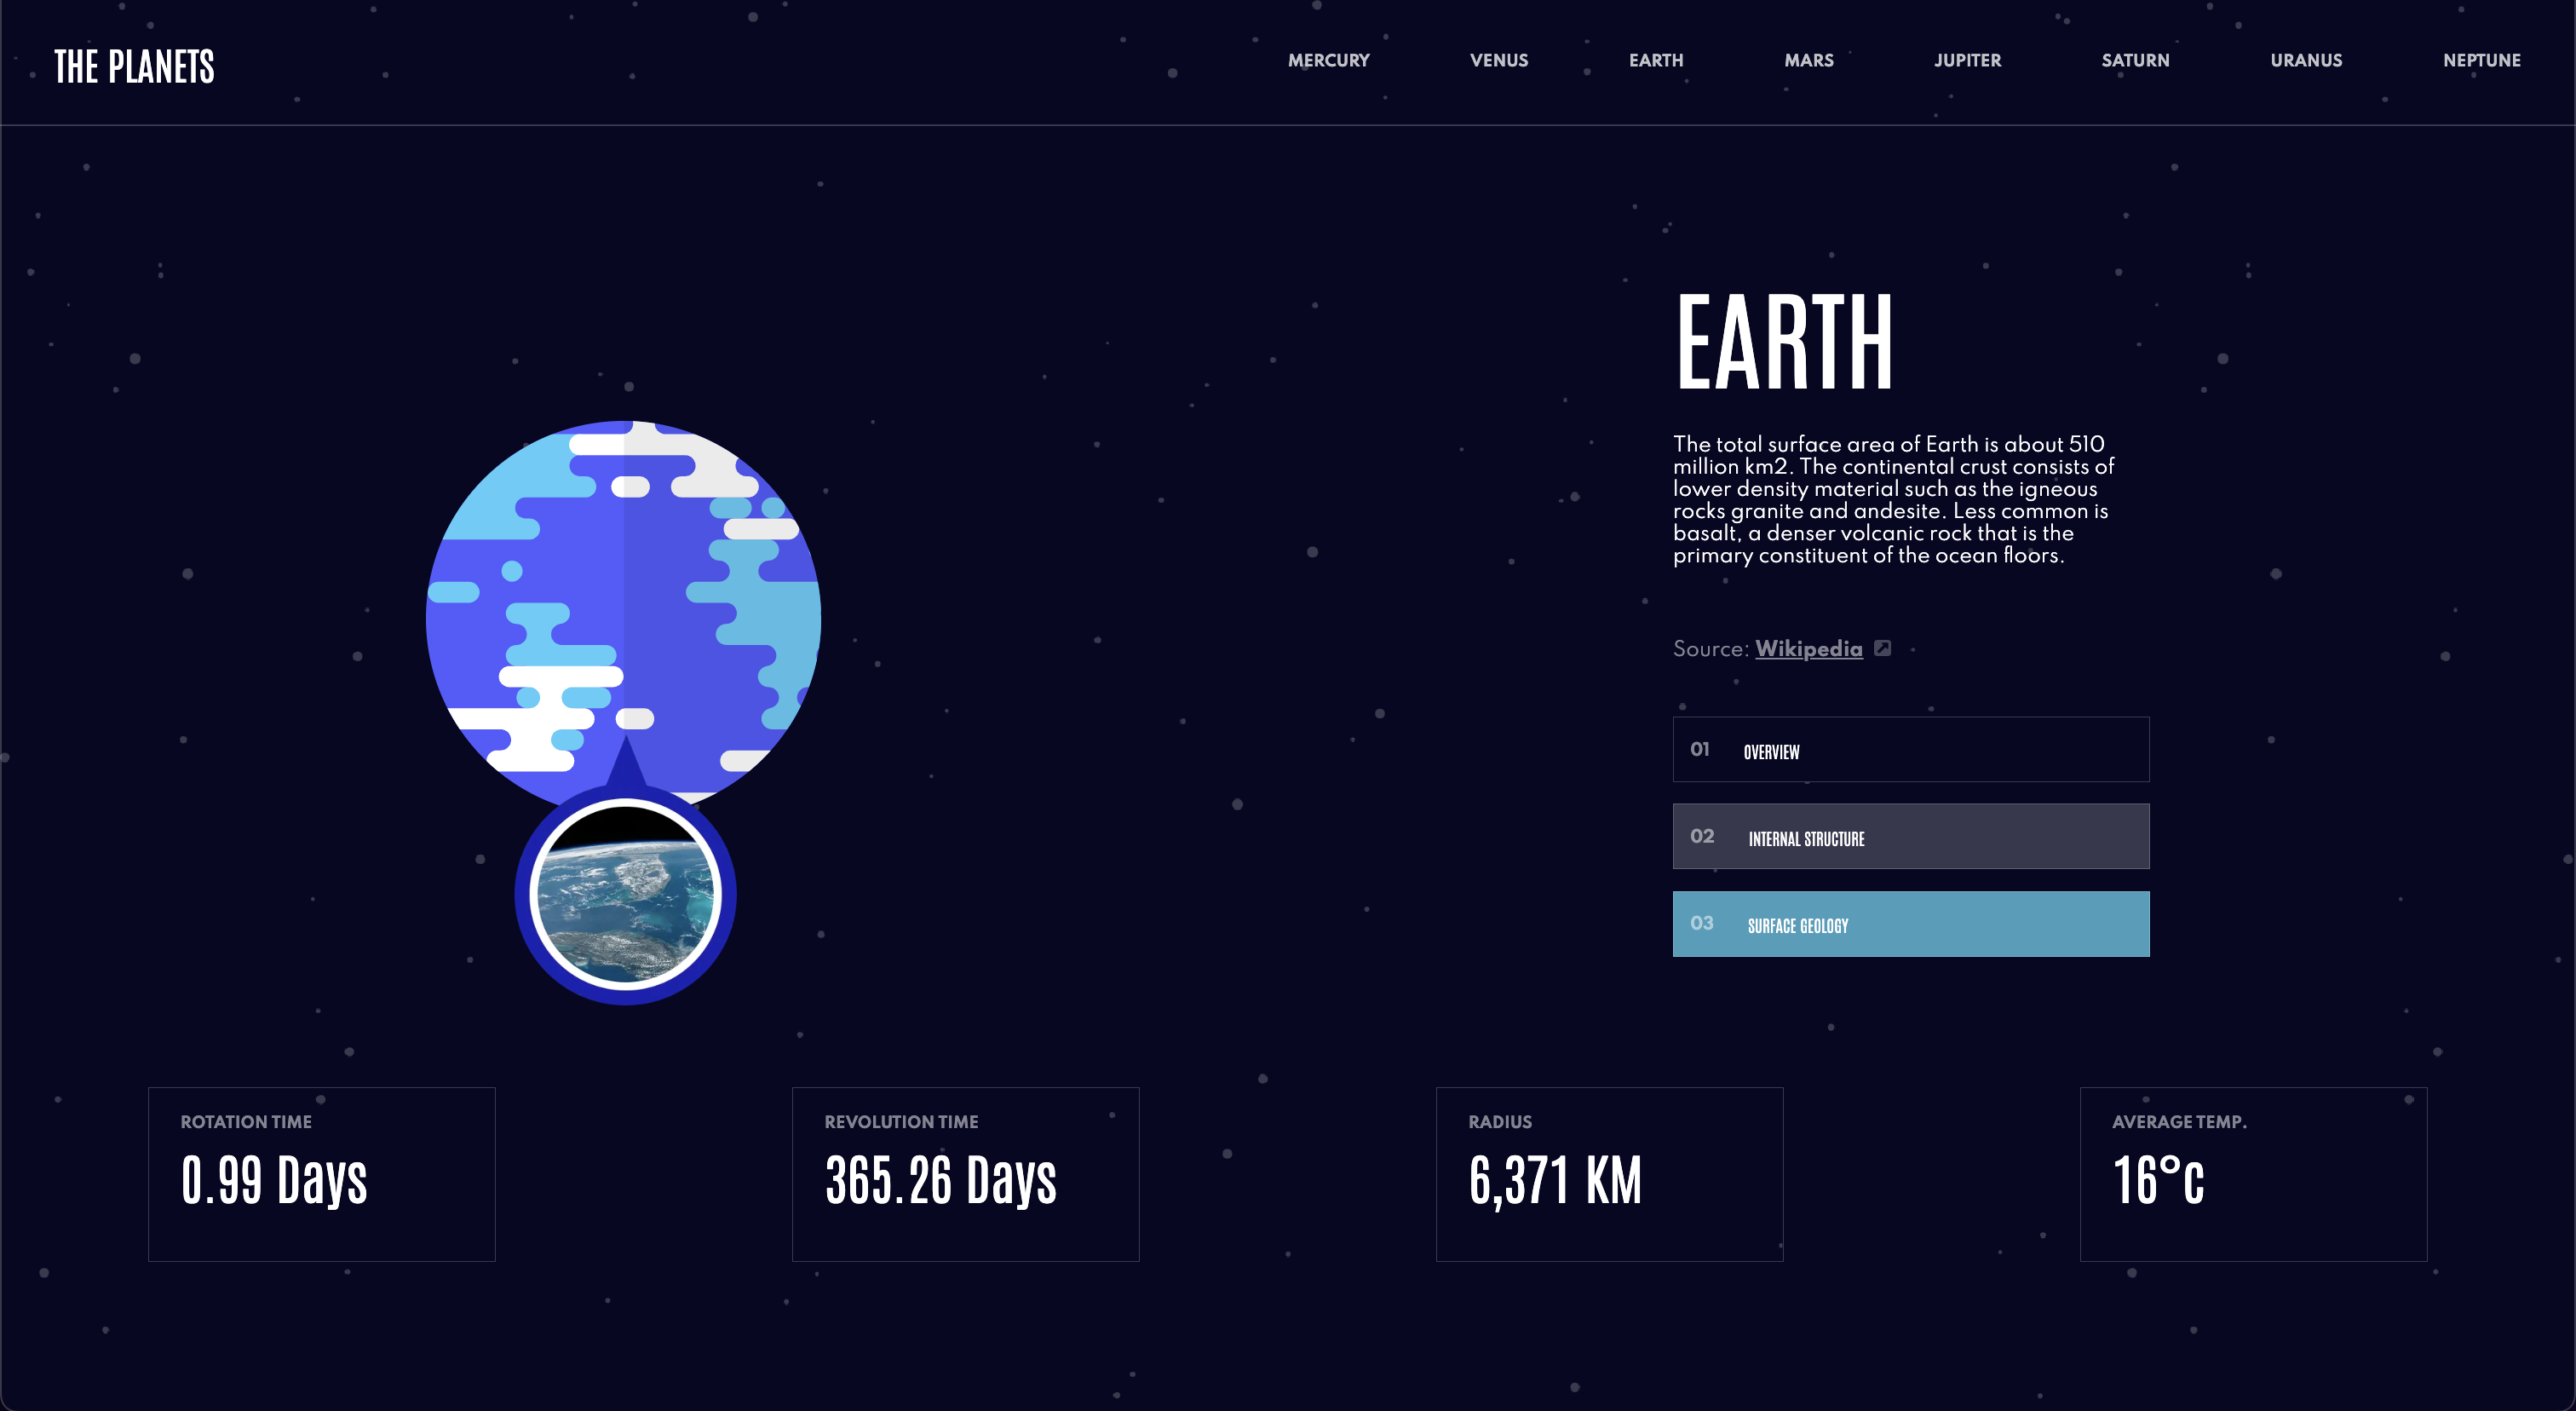 THE PLANETS
MERCURY
VENUS
EARTH
MARS
JUPITER
SATURN
URANUS
NEPTUNE
EARTH
The total surface area of Earth is about 510
million km2. The continental crust consists of
lower density material such as the igneous
rocks granite and andesite. Less common is
basalt, a denser volcanic rock that is the
primary constituent of the ocean floors.
Source: Wikipedia
01 OVERVIEW
02 INTERNAL STRUCTURE
03 SURFACE GEOLOGY
ROTATION TIME
0.99 Days
REVOLUTION TIME
365.26 Days
RADIUS
6,371 KM
AVERAGE TEMP.
16°c